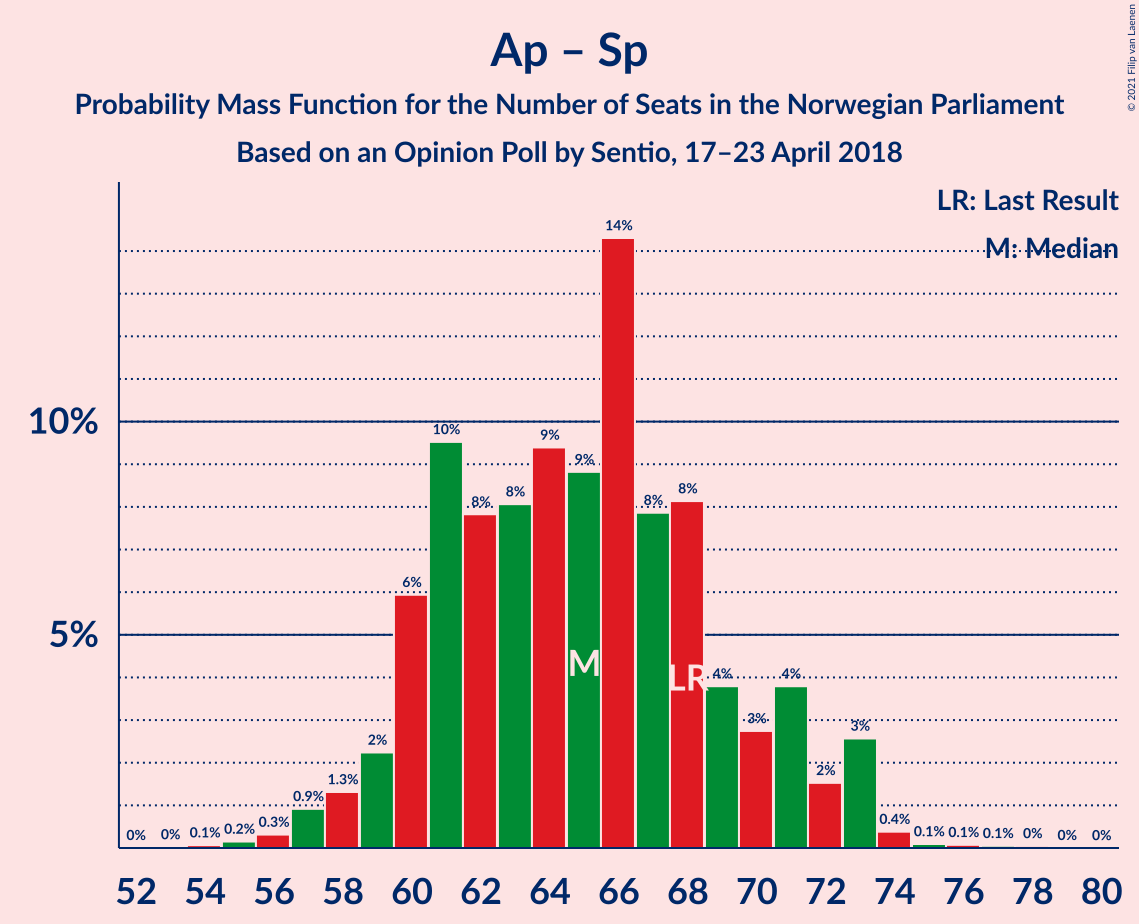 Ap – Sp
Probability Mass Function for the Number of Seats in the Norwegian Parliament
Based on an Opinion Poll by Sentio, 17–23 April 2018
© 2021 Filip van Laenen
LR: Last Result
M: Median
10%
5%
0% 0% 0.1% 0.2% 0.3% 0.9% 1.3% 2% 6% 10% 8% 8% 9% 9% 14% 8% 8% 4% 3% 4% 2% 3% 0.4% 0.1% 0.1% 0.1% 0% 0% 0%
M LR
52 54 56 58 60 62 64 66 68 70 72 74 76 78 80